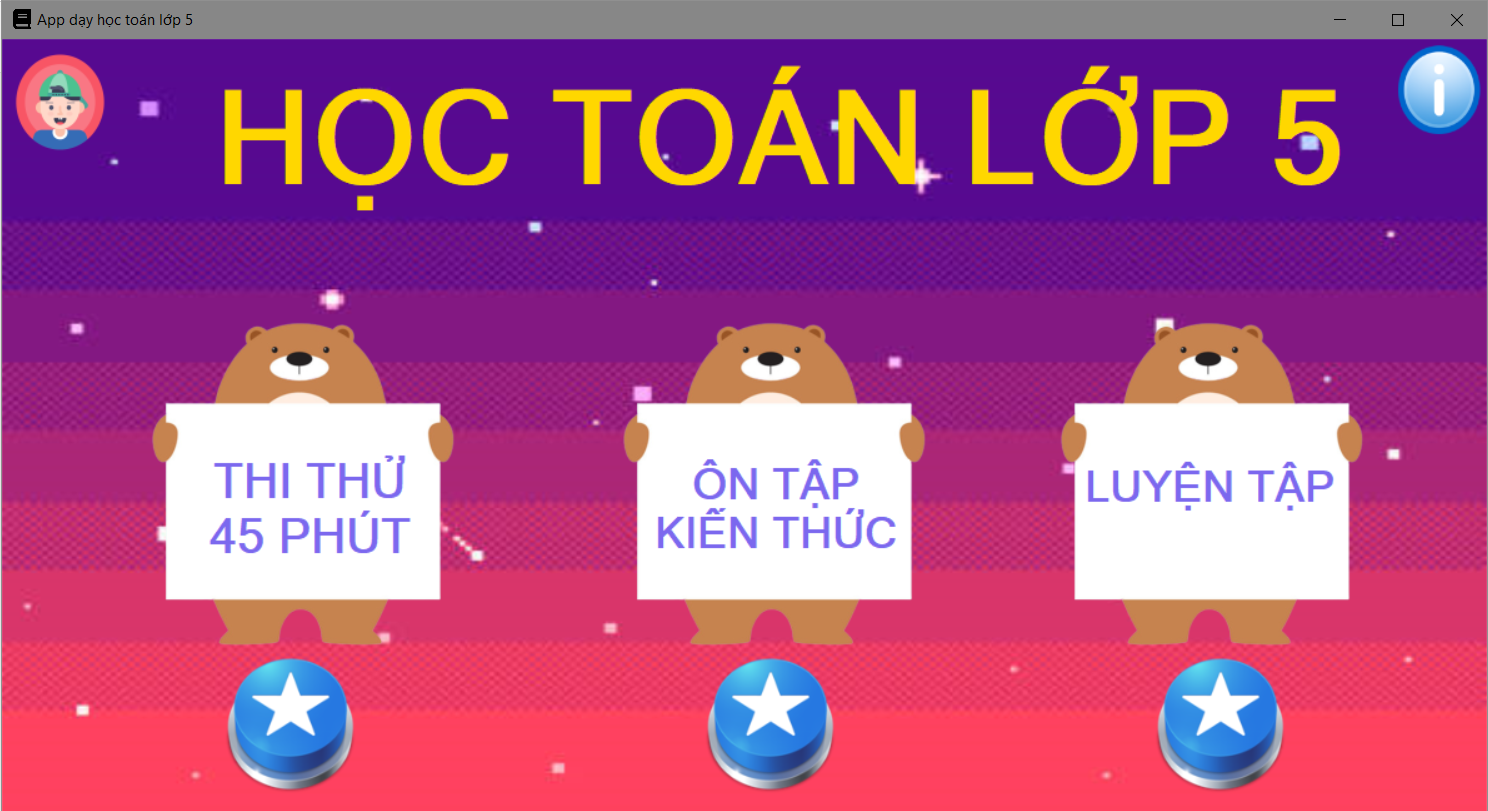 App dạy học toán lớp 5
HỌC TOÁN LỚP 5
THI THỬ
45 PHÚT
ÔN TẬP
KIẾN THỨC
LUYỆN TẬP